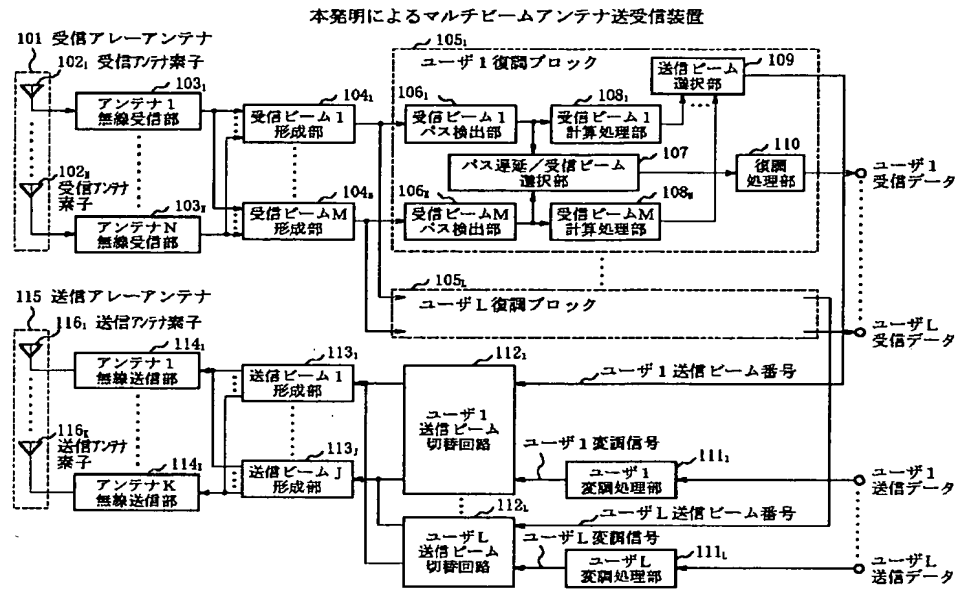 本発明によるマルチビームアンテナ送受信装置
101 受信アレーアンテナ
102₁ 受信アンテナ素子
103₁
アンテナ1
無線受信部
104₁
受信ビーム1
形成部
105₁
ユーザ1復調ブロック
106₁
受信ビーム1
パス検出部
108₁
受信ビーム1
計算処理部
送信ビーム
選択部
109
パス遅延/受信ビーム
選択部
107
110
復調
処理部
ユーザ1
受信データ
102N
受信アンテナ
素子
103N
アンテナN
無線受信部
104M
受信ビームM
形成部
106M
受信ビームM
パス検出部
108M
受信ビームM
計算処理部
105L
ユーザL復調ブロック
ユーザL
受信データ
115 送信アレーアンテナ
116₁ 送信アンテナ素子
114₁
アンテナ1
無線送信部
113₁
送信ビーム1
形成部
112₁
ユーザ1
送信ビーム
切替回路
ユーザ1送信ビーム番号
ユーザ1変調信号
111₁
ユーザ1
変調処理部
ユーザ1
送信データ
116K
送信アンテナ
素子
114K
アンテナK
無線送信部
113J
送信ビームJ
形成部
112L
ユーザL
送信ビーム
切替回路
ユーザL送信ビーム番号
ユーザL変調信号
111L
ユーザL
変調処理部
ユーザL
送信データ